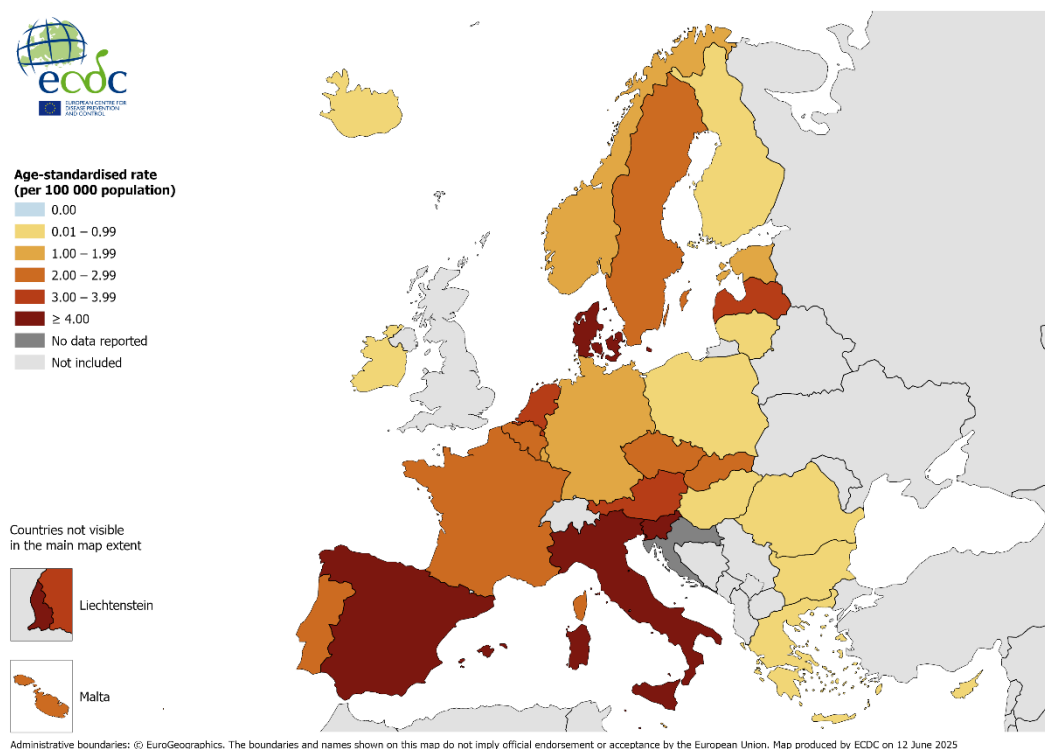 ecdc
EUROPEAN CENTRE FOR
DISEASE PREVENTION
AND CONTROL
Age-standardised rate
(per 100 000 population)
0.00
0.01 – 0.99
1.00 – 1.99
2.00 – 2.99
3.00 – 3.99
≥ 4.00
No data reported
Not included
Countries not visible
in the main map extent
Liechtenstein
Malta
Administrative boundaries: © EuroGeographics. The boundaries and names shown on this map do not imply official endorsement or acceptance by the European Union. Map produced by ECDC on 12 June 2025